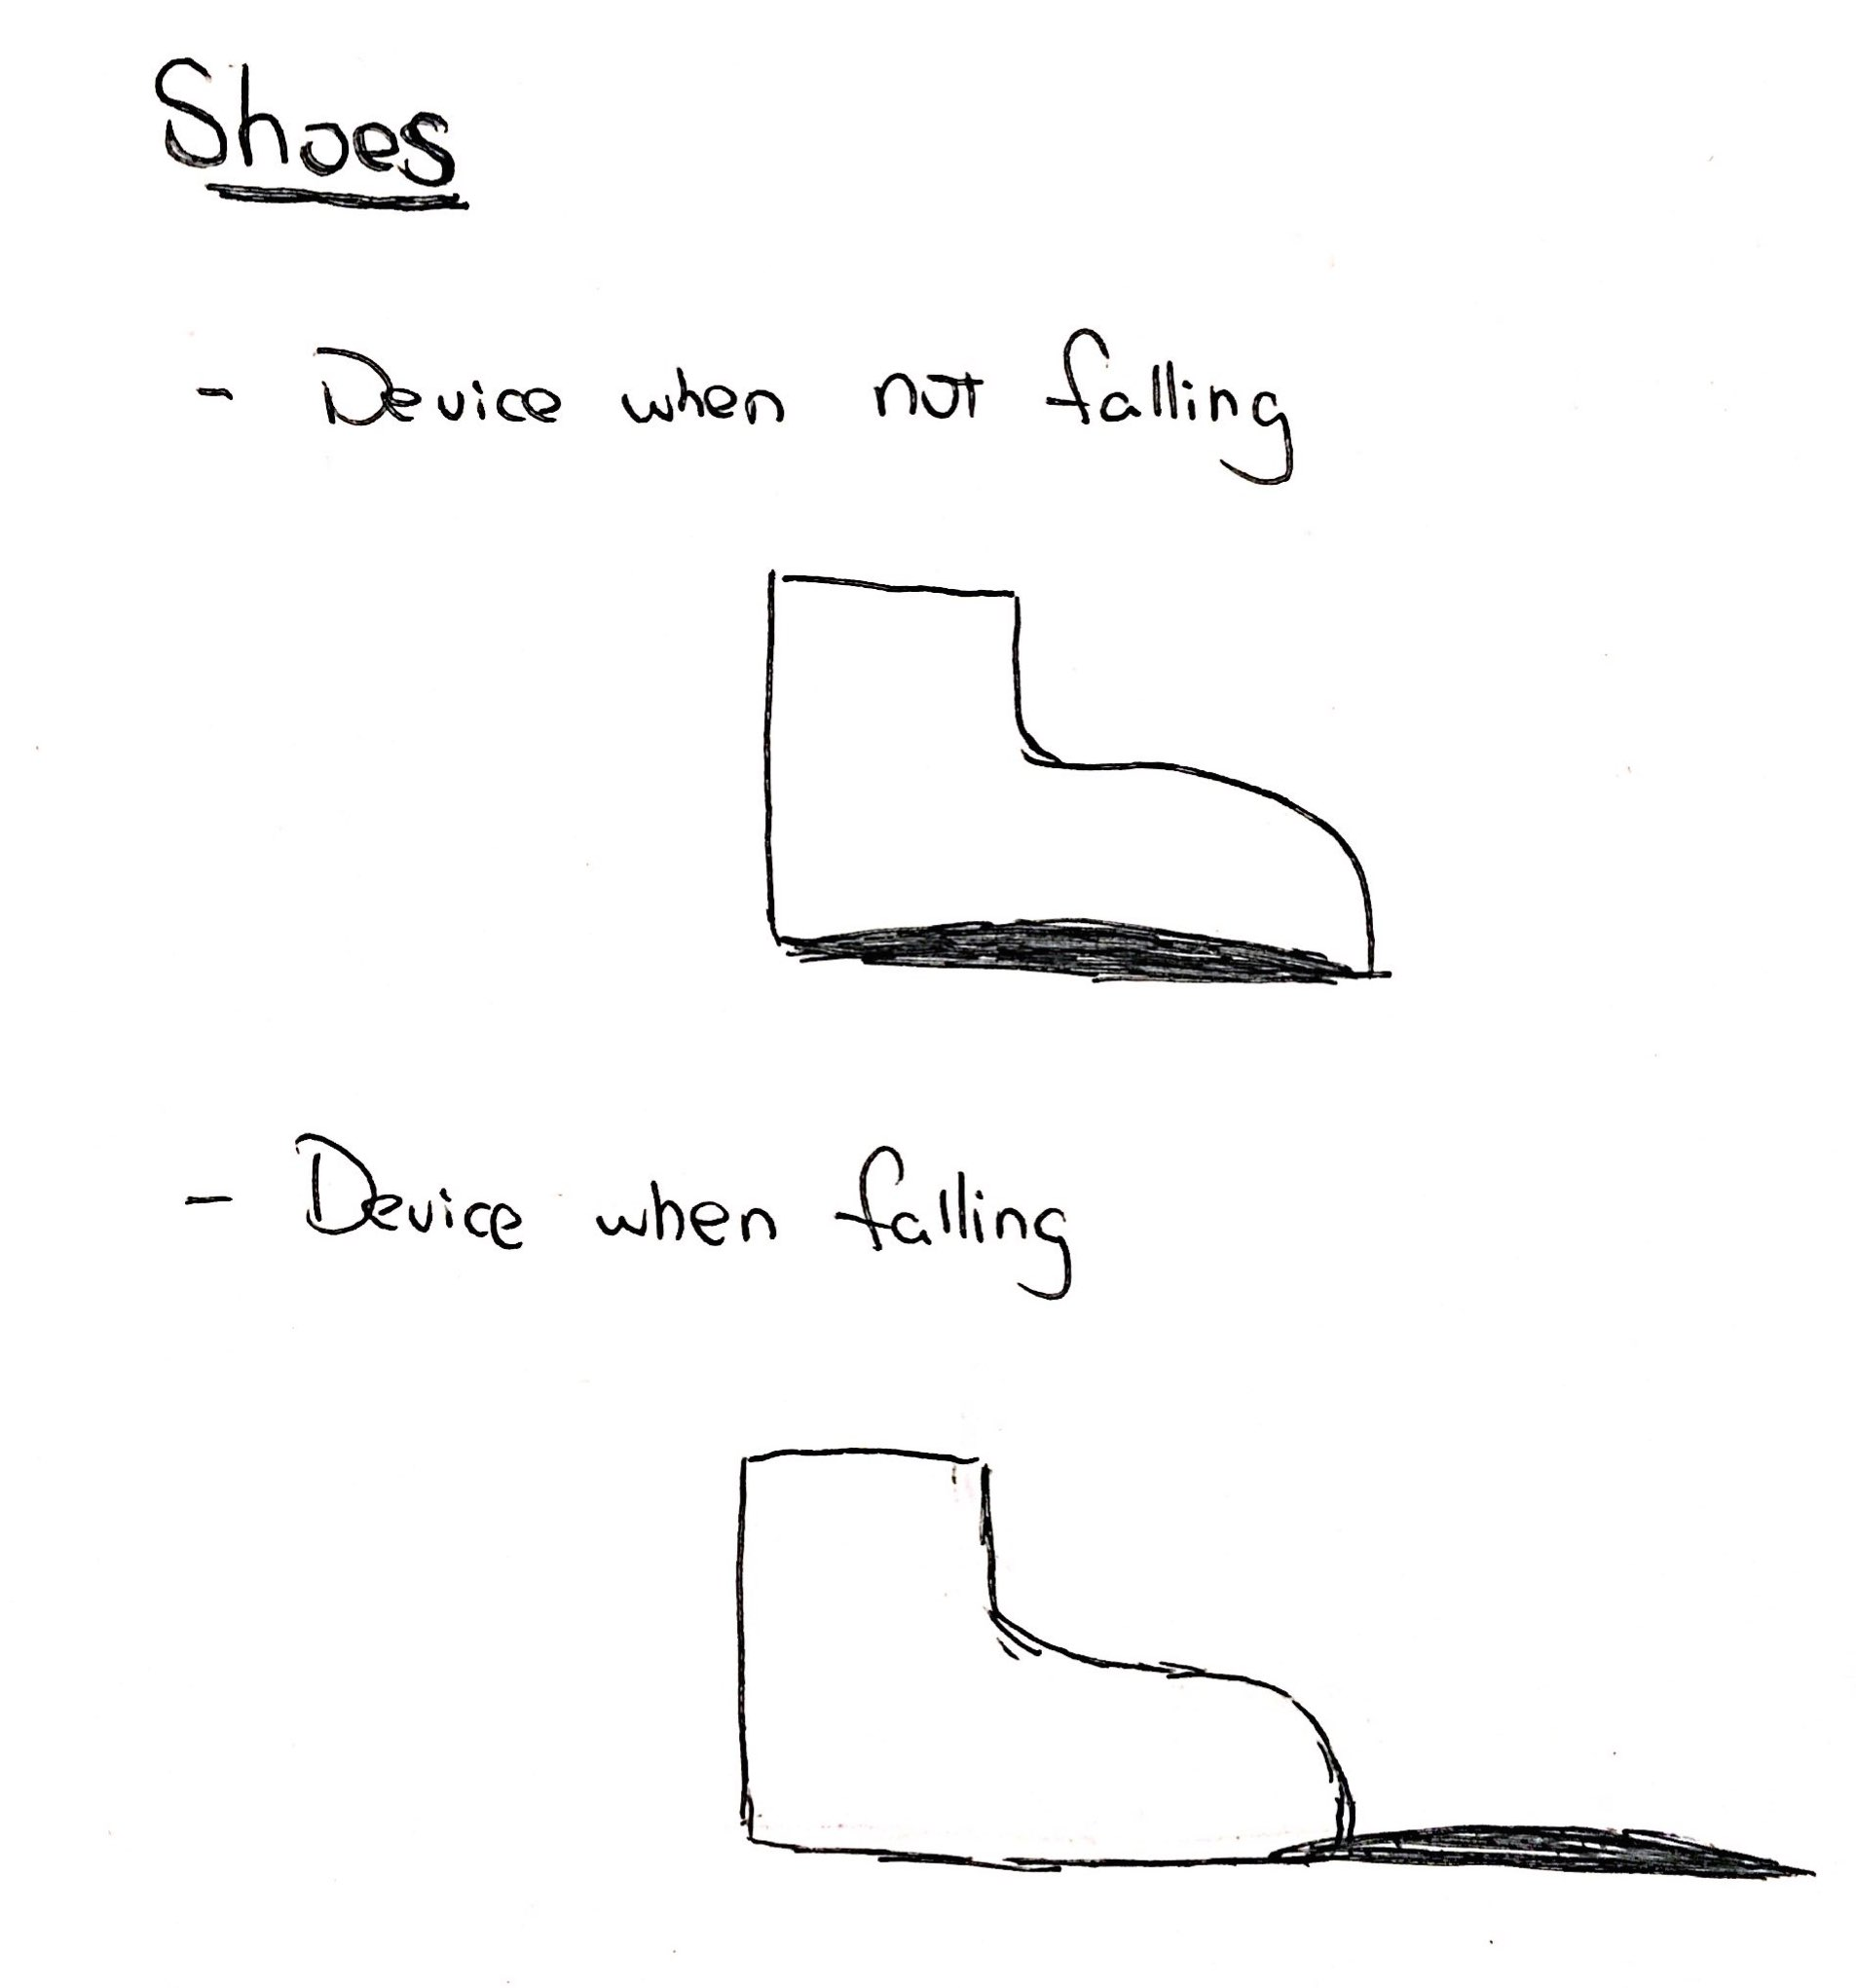 Shoes
- Device when not falling
- Device when falling